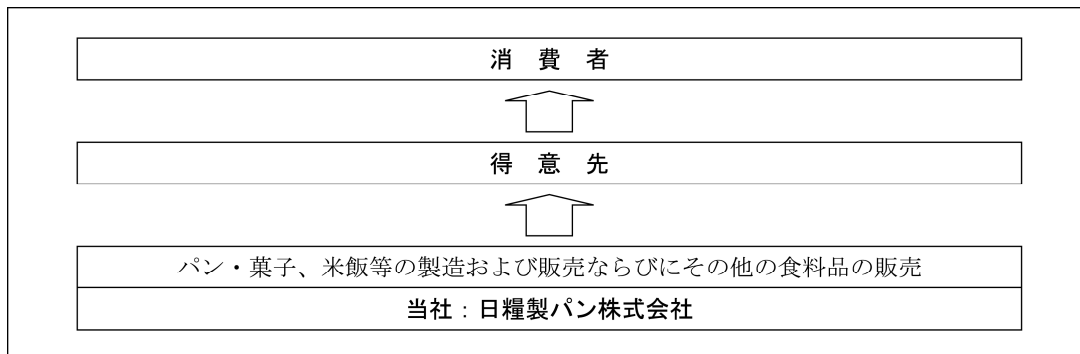 消 費 者
得 意 先
パン・菓子、米飯等の製造および販売ならびにその他の食料品の販売
当社：日糧製パン株式会社